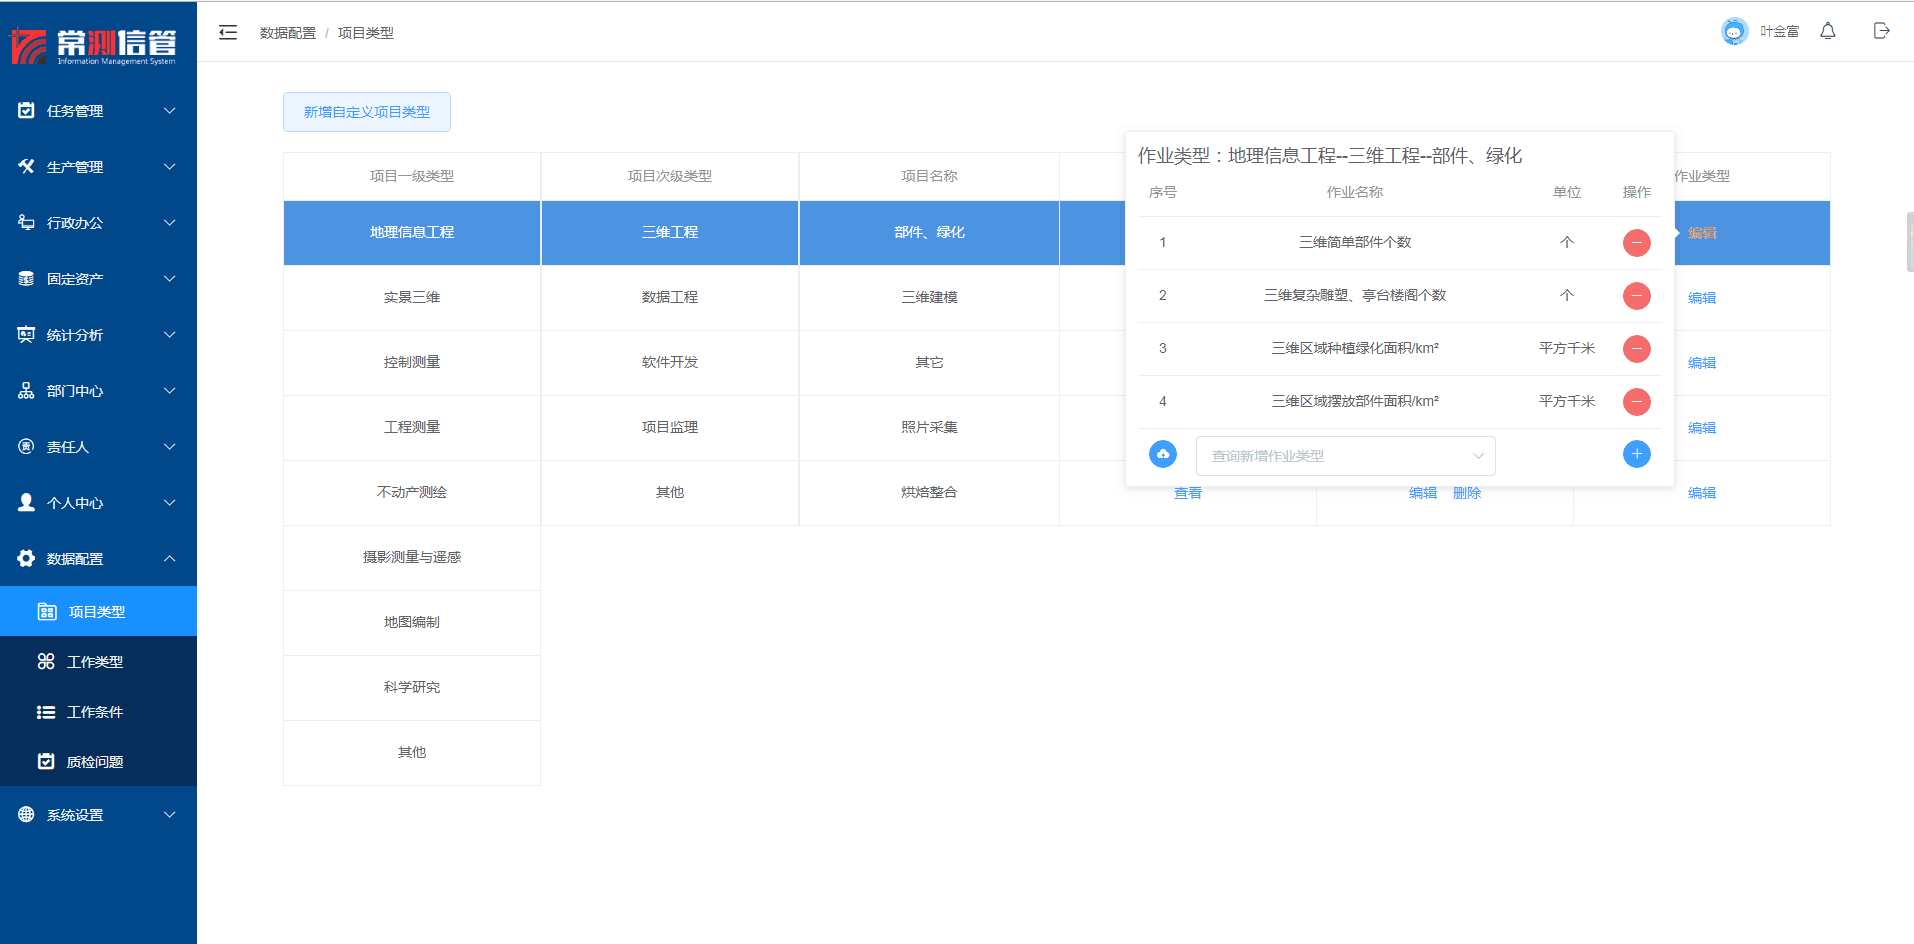 常测信管
Information Management System
任务管理
生产管理
行政办公
固定资产
统计分析
部门中心
责任人
个人中心
数据配置
项目类型
工作类型
工作条件
质检问题
系统设置
数据配置 / 项目类型
叶金富
新增自定义项目类型
项目一级类型 项目次级类型 项目名称 作业类型
地理信息工程 三维工程 部件、绿化 编辑
实景三维 数据工程 三维建模 编辑
控制测量 软件开发 其它 编辑
工程测量 项目监理 照片采集 编辑
不动产测绘 其他 烘焙整合 查看 编辑 删除 编辑
摄影测量与遥感
地图编制
科学研究
其他
作业类型：地理信息工程--三维工程--部件、绿化
序号 作业名称 单位 操作
1 三维简单部件个数 个
2 三维复杂雕塑、亭台楼阁个数 个
3 三维区域种植绿化面积/km² 平方千米
4 三维区域摆放部件面积/km² 平方千米
查询新增作业类型